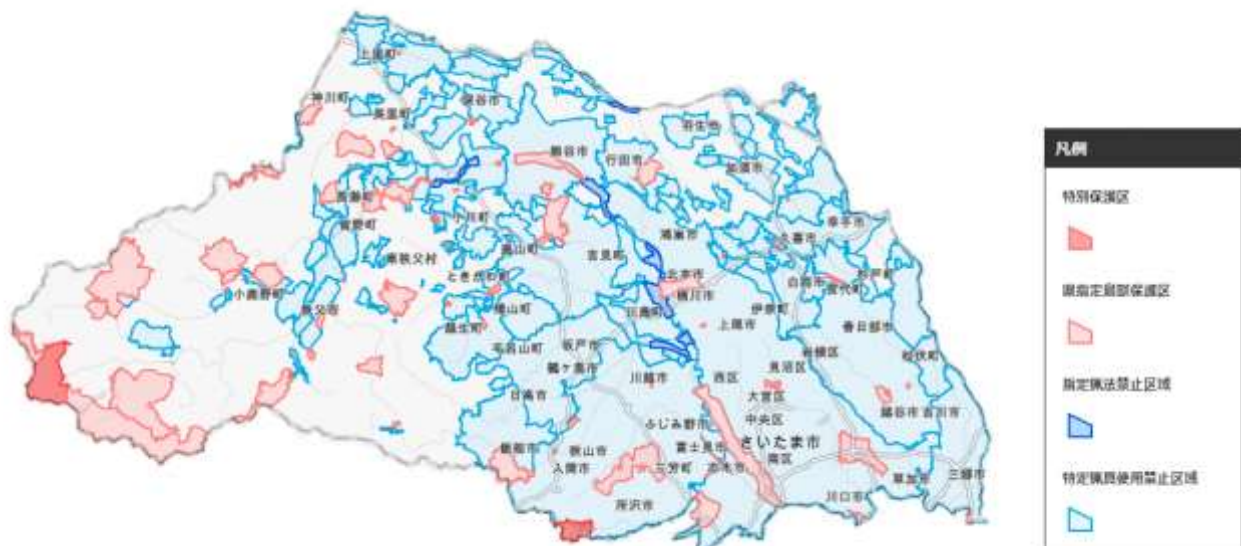 上里町
神川町
美里町
深谷市
羽生市
熊谷市
行田市
加須市
長瀞町
皆野町
小川町
鴻巣市
久喜市
幸手市
嵐山町
吉見町
東秩父村
ときがわ町
北本市
白岡市
杉戸町
宮代町
小鹿野町
秩父市
鳩山町
川島町
桶川市
伊奈町
越生町
上尾市
春日部市
毛呂山町
坂戸市
岩槻区
松伏町
鶴ヶ島市
川越市
西区
見沼区
日高市
大宮区
越谷市
吉川市
中央区
ふじみ野市
さいたま市
飯能市
狭山市
富士見市
南区
入間市
三芳町
志木市
草加市
三郷市
所沢市
川口市
凡例
特別保護区
県指定鳥獣保護区
指定猟法禁止区域
特定猟具使用禁止区域